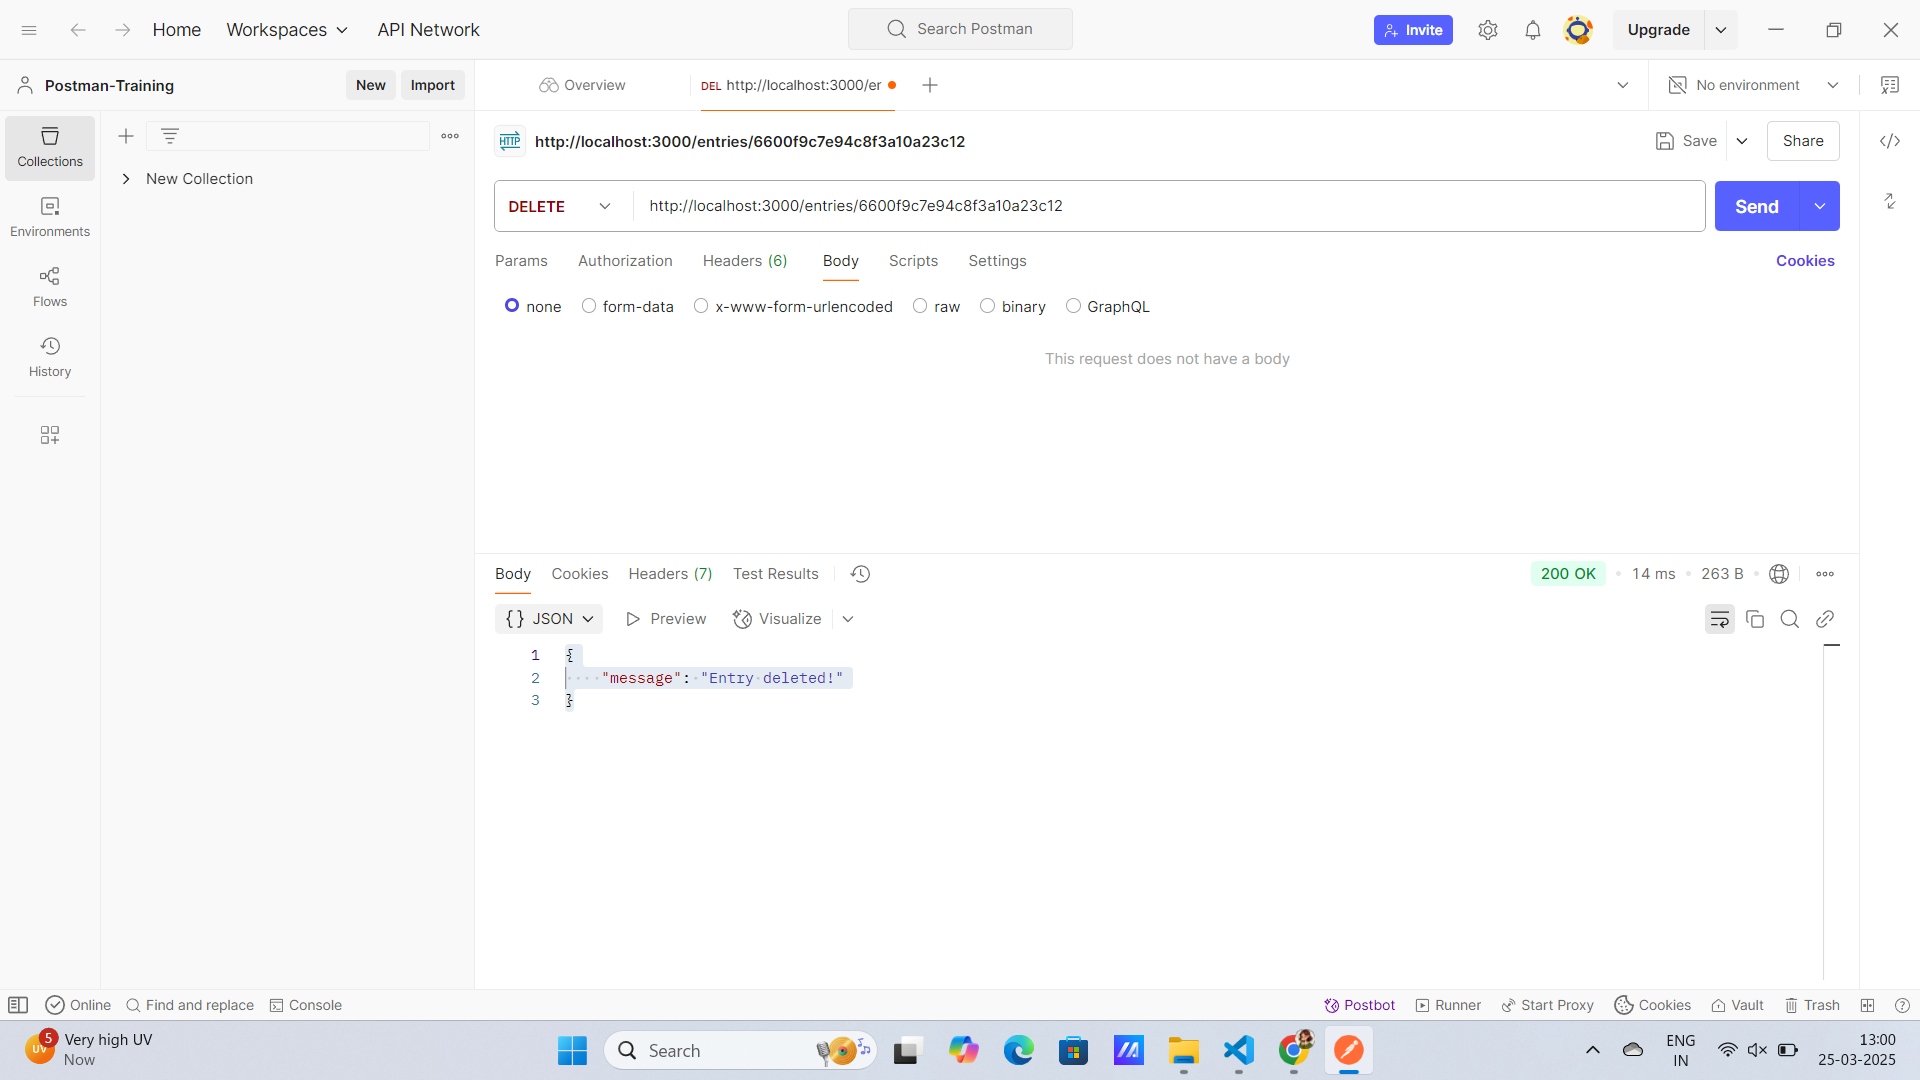 Home
Workspaces
API Network
Search Postman
Invite
Upgrade
Postman-Training
New
Import
Overview
DEL http://localhost:3000/er
No environment
Collections
New Collection
Environments
Flows
History
HTTP
http://localhost:3000/entries/6600f9c7e94c8f3a10a23c12
Save
Share
DELETE
http://localhost:3000/entries/6600f9c7e94c8f3a10a23c12
Send
Params
Authorization
Headers (6)
Body
Scripts
Settings
Cookies
none
form-data
x-www-form-urlencoded
raw
binary
GraphQL
This request does not have a body
Body
Cookies
Headers (7)
Test Results
200 OK
14 ms
263 B
{} JSON
Preview
Visualize
1 {
2 "message": "Entry deleted!"
3 }
Online
Find and replace
Console
Postbot
Runner
Start Proxy
Cookies
Vault
Trash
UV
5
Very high UV
Now
Search
ENG
IN
13:00
25-03-2025